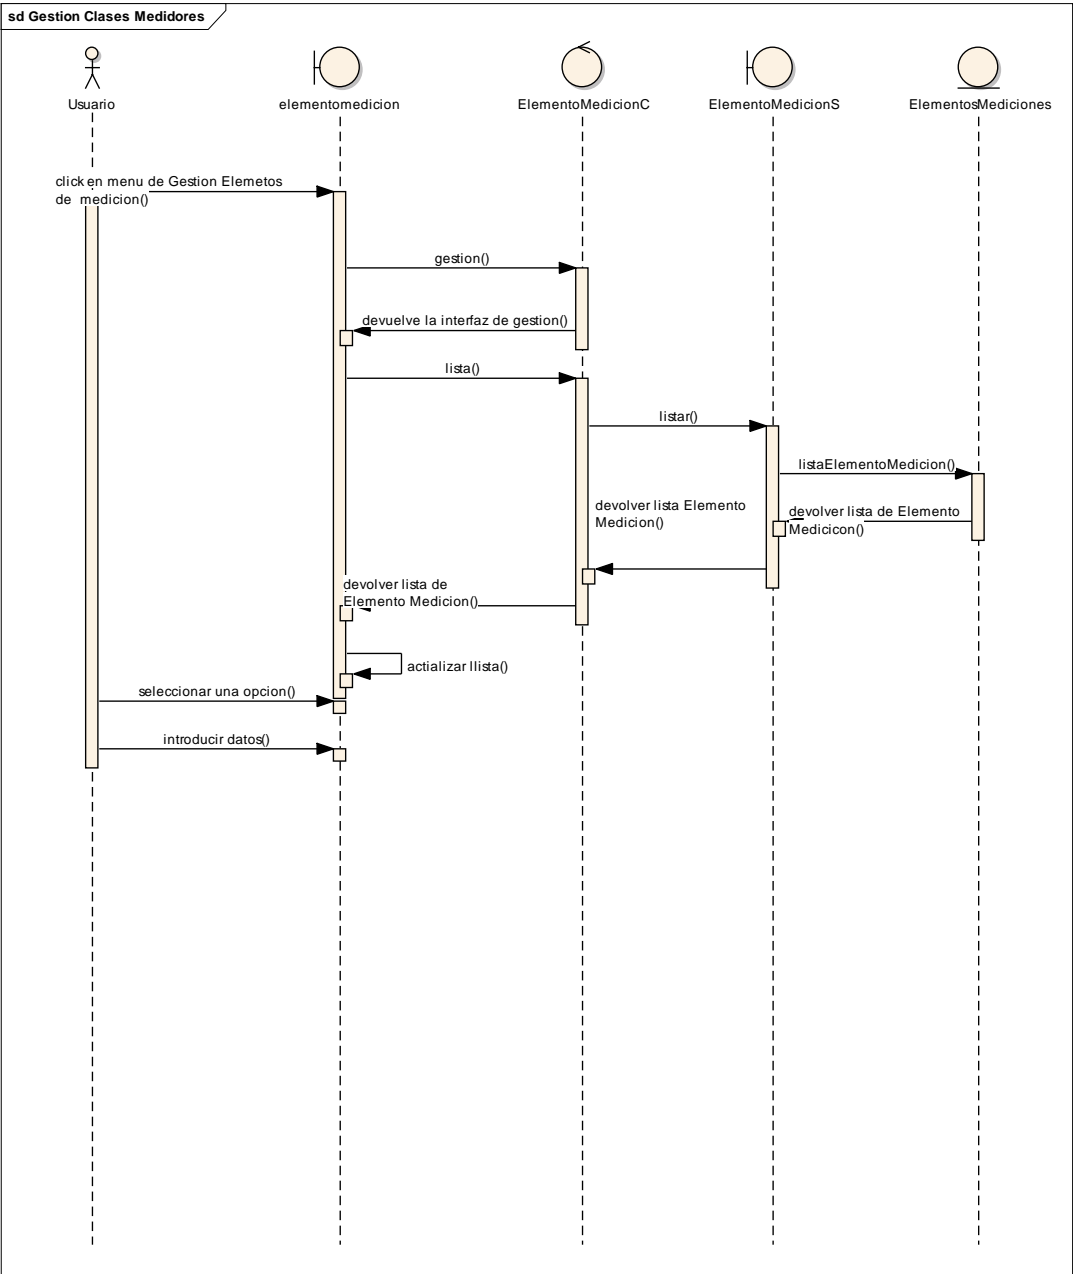 sd Gestion Clases Medidores
Usuario
elementomedicion
ElementoMedicionC
ElementoMedicionS
ElementosMediciones
click en menu de Gestion Elemetos
de medicion()
gestion()
devuelve la interfaz de gestion()
lista()
listar()
listaElementoMedicion()
devolver lista Elemento
Medicion()
devolver lista de Elemento
Medicicon()
devolver lista de
Elemento Medicion()
actializar llista()
seleccionar una opcion()
introducir datos()